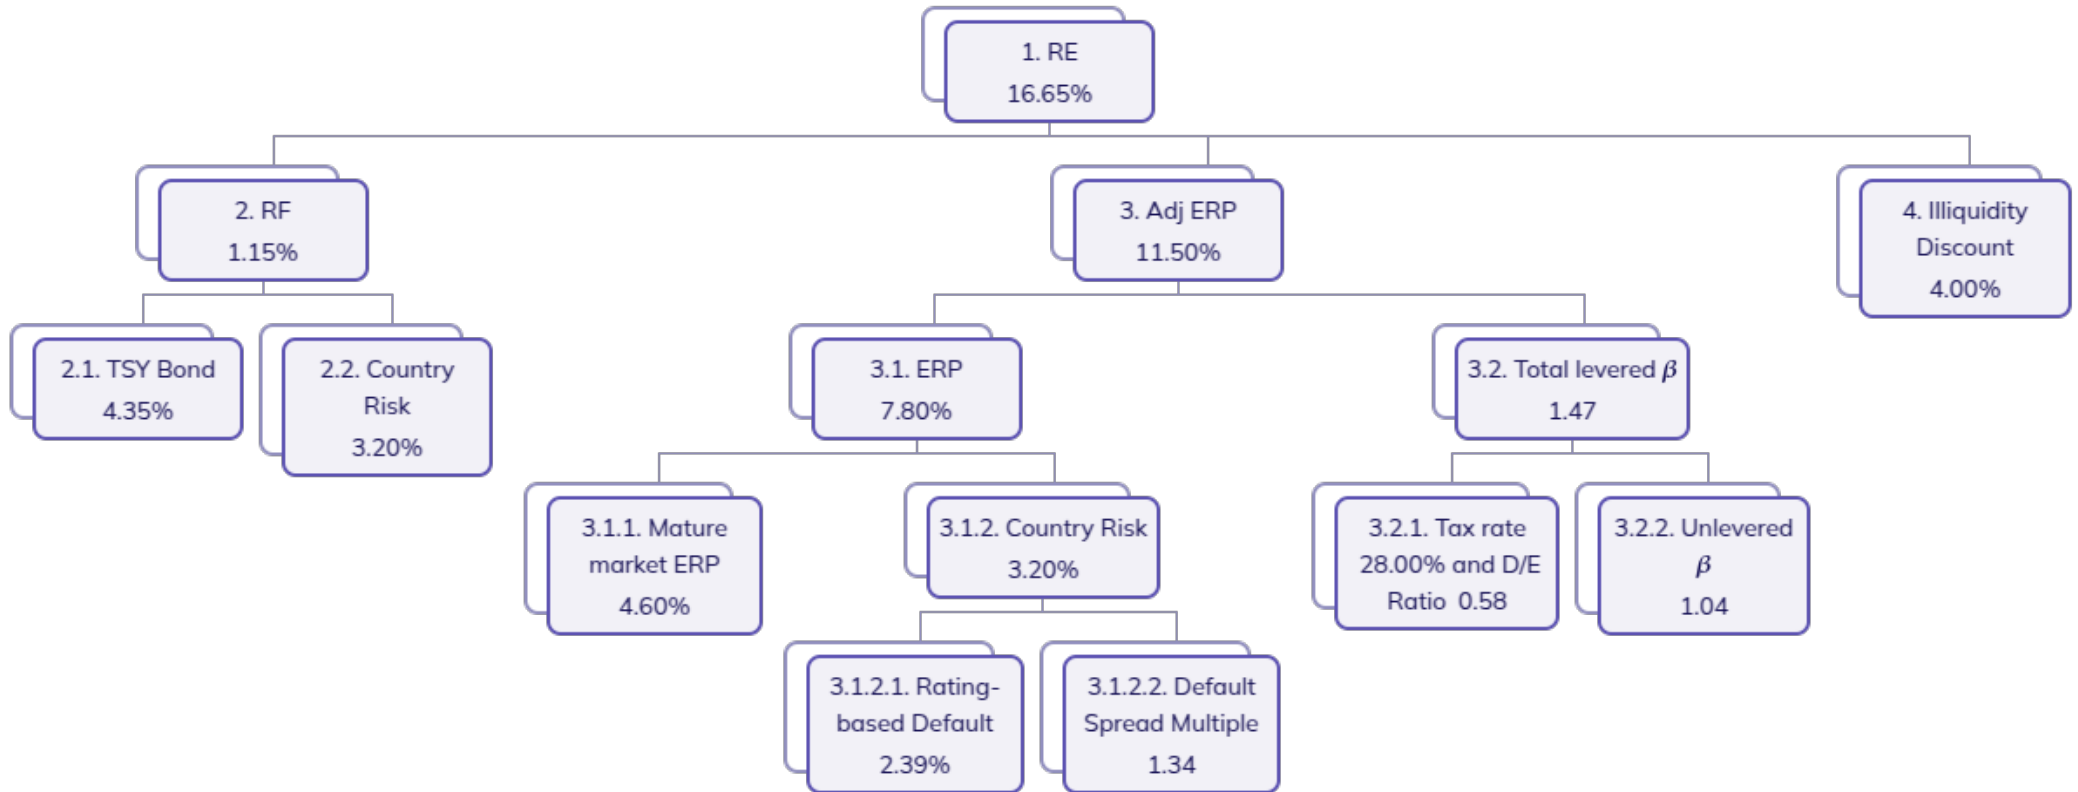 1. RE
16.65%
2. RF
1.15%
3. Adj ERP
11.50%
4. Illiquidity
Discount
4.00%
2.1. TSY Bond
4.35%
2.2. Country
Risk
3.20%
3.1. ERP
7.80%
3.2. Total levered β
1.47
3.1.1. Mature
market ERP
4.60%
3.1.2. Country Risk
3.20%
3.2.1. Tax rate
28.00% and D/E
Ratio  0.58
3.2.2. Unlevered
β
1.04
3.1.2.1. Rating-
based Default
2.39%
3.1.2.2. Default
Spread Multiple
1.34